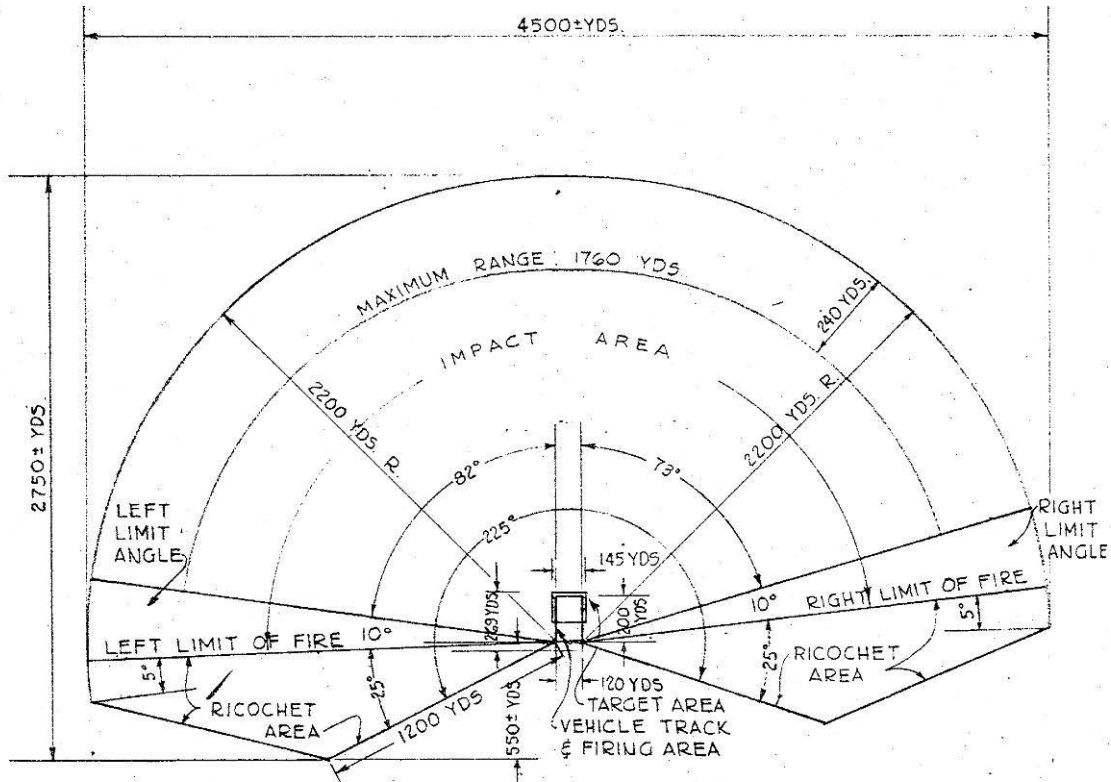 4500±YDS.
2750± YDS.
MAXIMUM RANGE : 1760 YDS.
240 YDS.
IMPACT AREA
2200 YDS. R.
2200 YDS. R.
82°
73°
225°
LEFT
LIMIT
ANGLE
RIGHT
LIMIT
ANGLE
145 YDS
200
YDS
10°
RIGHT LIMIT OF FIRE
5°
LEFT LIMIT OF FIRE
10°
5°
25°
25°
RICOCHET
AREA
RICOCHET
AREA
1200 YDS
550± YDS
120 YDS
TARGET AREA
VEHICLE TRACK
& FIRING AREA